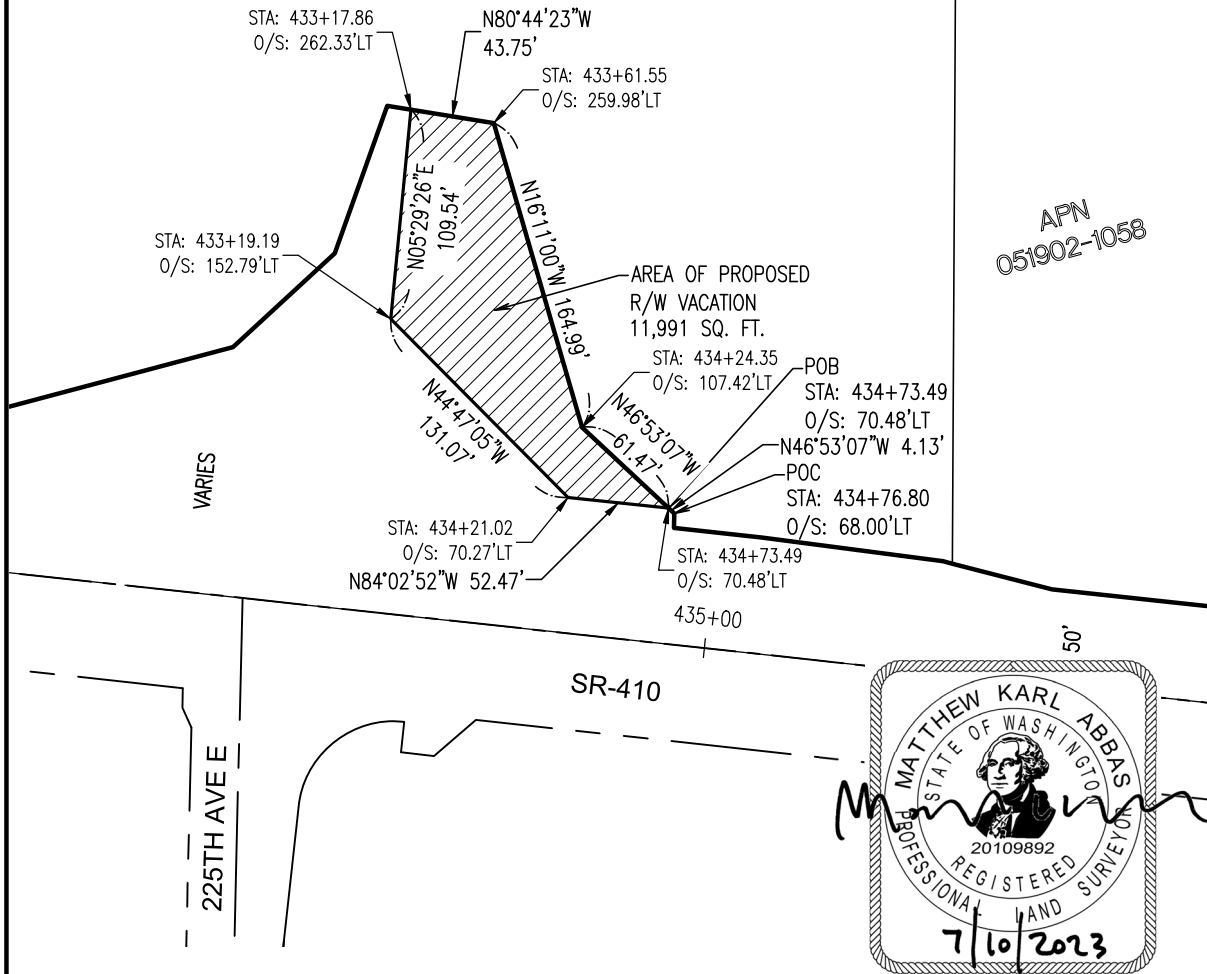 STA: 433+17.86
O/S: 262.33'LT
N80°44'23"W
43.75'
STA: 433+61.55
O/S: 259.98'LT
N05°29'26"E
109.54'
N16°11'00"W 164.99'
STA: 433+19.19
O/S: 152.79'LT
APN
051902-1058
AREA OF PROPOSED
R/W VACATION
11,991 SQ. FT.
STA: 434+24.35
O/S: 107.42'LT
POB
STA: 434+73.49
O/S: 70.48'LT
N46°53'07"W 4.13'
N46°53'07"W
61.47'
POC
STA: 434+76.80
O/S: 68.00'LT
N44°47'05"W
131.07'
VARIES
STA: 434+21.02
O/S: 70.27'LT
N84°02'52"W 52.47'
STA: 434+73.49
O/S: 70.48'LT
435+00
50'
SR-410
225TH AVE E
MATTHEW KARL ABBAS
STATE OF WASHINGTON
20109892
REGISTERED
PROFESSIONAL LAND SURVEYOR
7/10/2023